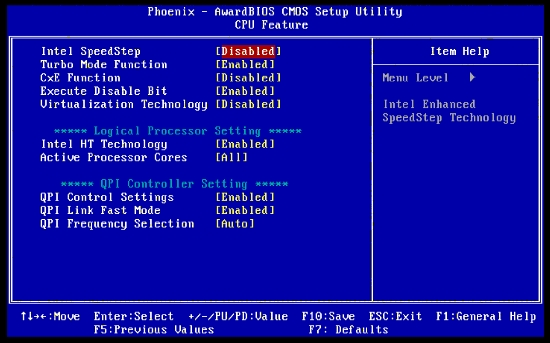 Phoenix - AwardBIOS CMOS Setup Utility
CPU Feature
Intel SpeedStep [Disabled]
Turbo Mode Function [Enabled]
CxE Function [Disabled]
Execute Disable Bit [Enabled]
Virtualization Technology [Disabled]
***** Logical Processor Setting *****
Intel HT Technology [Enabled]
Active Processor Cores [All]
***** QPI Controller Setting *****
QPI Control Settings [Enabled]
QPI Link Fast Mode [Enabled]
QPI Frequency Selection [Auto]
Item Help
Menu Level ▶
Intel Enhanced
SpeedStep Technology
↑↓→←:Move Enter:Select +/-/PU/PD:Value F10:Save ESC:Exit F1:General Help
F5:Previous Values F7: Defaults